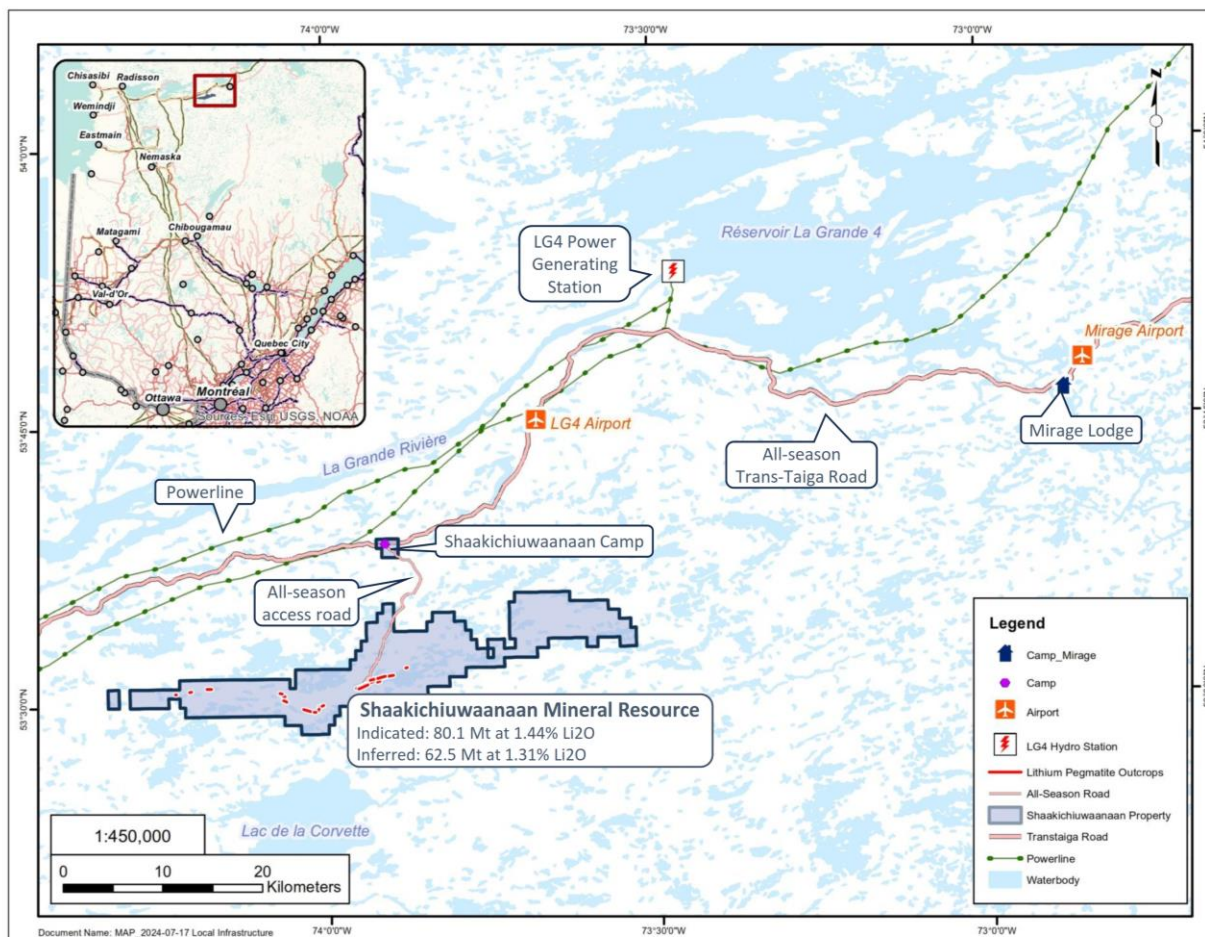 74°0'0"W
73°30'0"W
73°0'0"W
Chisasibi
Radisson
Wemindji
Eastmain
Nemaska
Matagami
Chibougamau
Val-d'Or
Quebec City
Montréal
Ottawa
Sources: Esri, USGS, NOAA
54°0'0"N
53°45'0"N
53°30'0"N
N
LG4 Power
Generating
Station
Réservoir La Grande 4
Mirage Airport
LG4 Airport
Mirage Lodge
La Grande Rivière
All-season
Trans-Taiga Road
Powerline
Shaakichiuwaanaan Camp
All-season
access road
Shaakichiuwaanaan Mineral Resource
Indicated: 80.1 Mt at 1.44% Li2O
Inferred: 62.5 Mt at 1.31% Li2O
Lac de la Corvette
Legend
Camp_Mirage
Camp
Airport
LG4 Hydro Station
Lithium Pegmatite Outcrops
All-Season Road
Shaakichiuwaanaan Property
Transtaiga Road
Powerline
Waterbody
1:450,000
0 10 20
Kilometers
Document Name: MAP_2024-07-17 Local Infrastructure
74°0'0"W
73°30'0"W
73°0'0"W